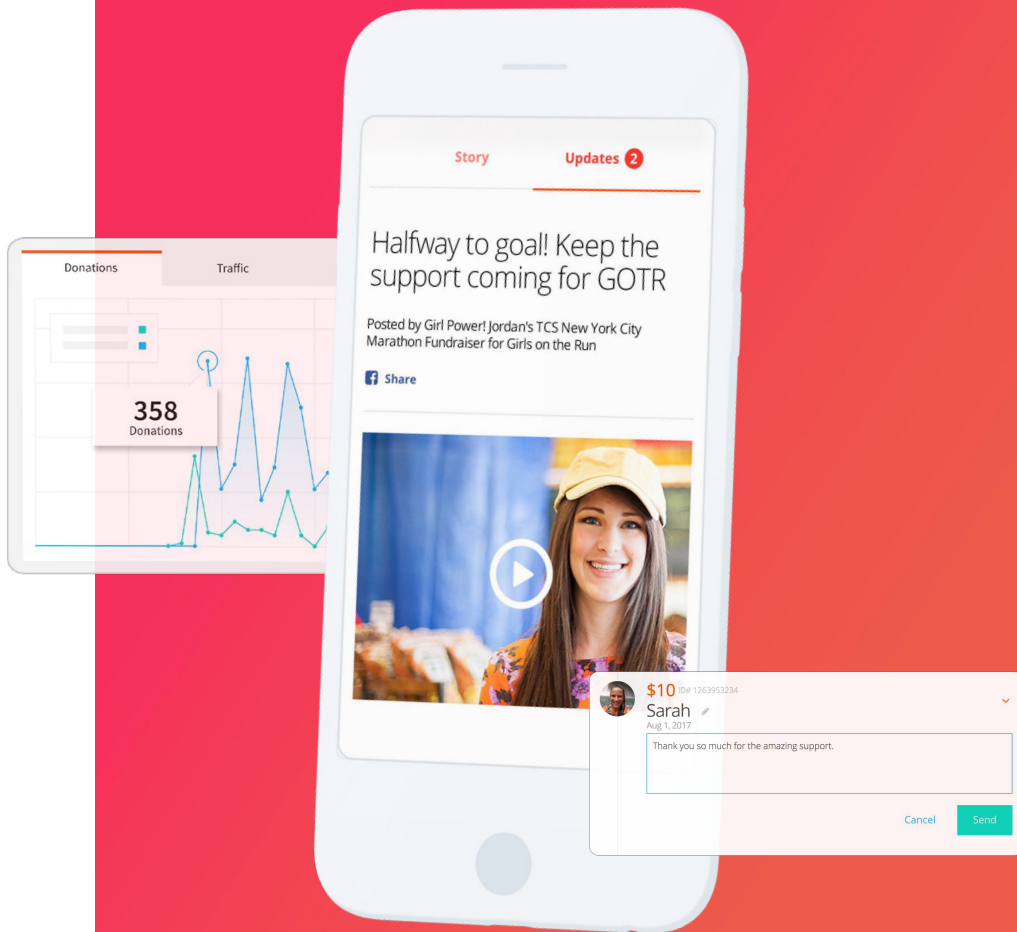 Story
Updates 2
Halfway to goal! Keep the
support coming for GOTR
Posted by Girl Power! Jordan's TCS New York City
Marathon Fundraiser for Girls on the Run
Share
Donations
Traffic
358
Donations
$10 ID# 1263953234
Sarah
Aug 1, 2017
Thank you so much for the amazing support.
Cancel
Send